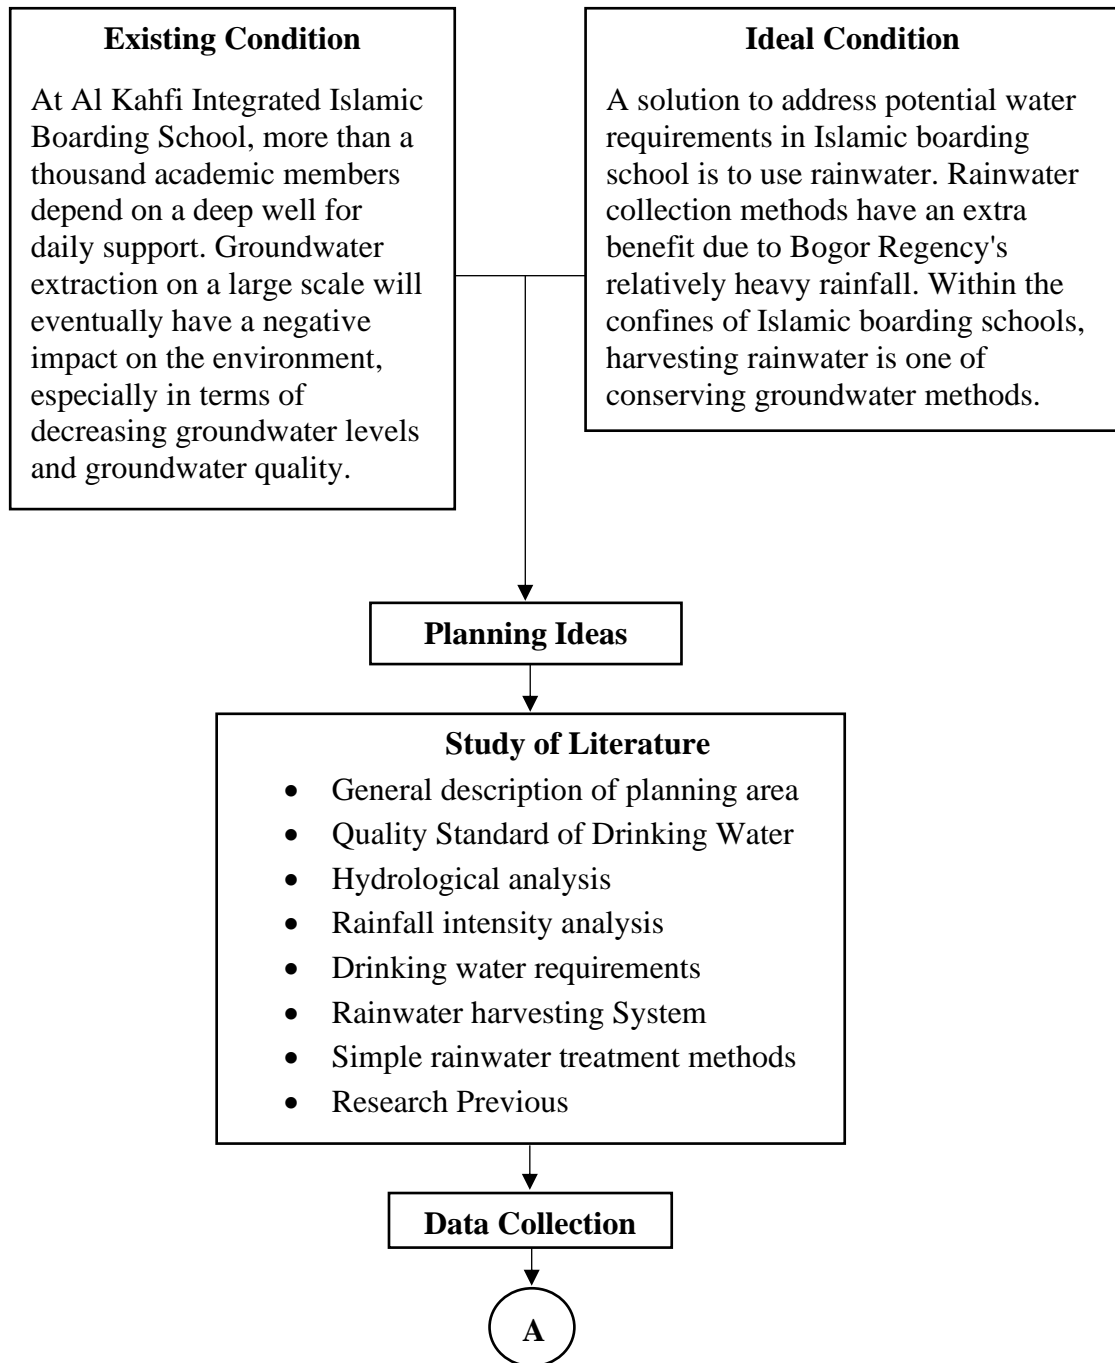 Existing Condition
At Al Kahfi Integrated Islamic
Boarding School, more than a
thousand academic members
depend on a deep well for
daily support. Groundwater
extraction on a large scale will
eventually have a negative
impact on the environment,
especially in terms of
decreasing groundwater levels
and groundwater quality.
Ideal Condition
A solution to address potential water
requirements in Islamic boarding
school is to use rainwater. Rainwater
collection methods have an extra
benefit due to Bogor Regency's
relatively heavy rainfall. Within the
confines of Islamic boarding schools,
harvesting rainwater is one of
conserving groundwater methods.
Planning Ideas
Study of Literature
• General description of planning area
• Quality Standard of Drinking Water
• Hydrological analysis
• Rainfall intensity analysis
• Drinking water requirements
• Rainwater harvesting System
• Simple rainwater treatment methods
• Research Previous
Data Collection
A